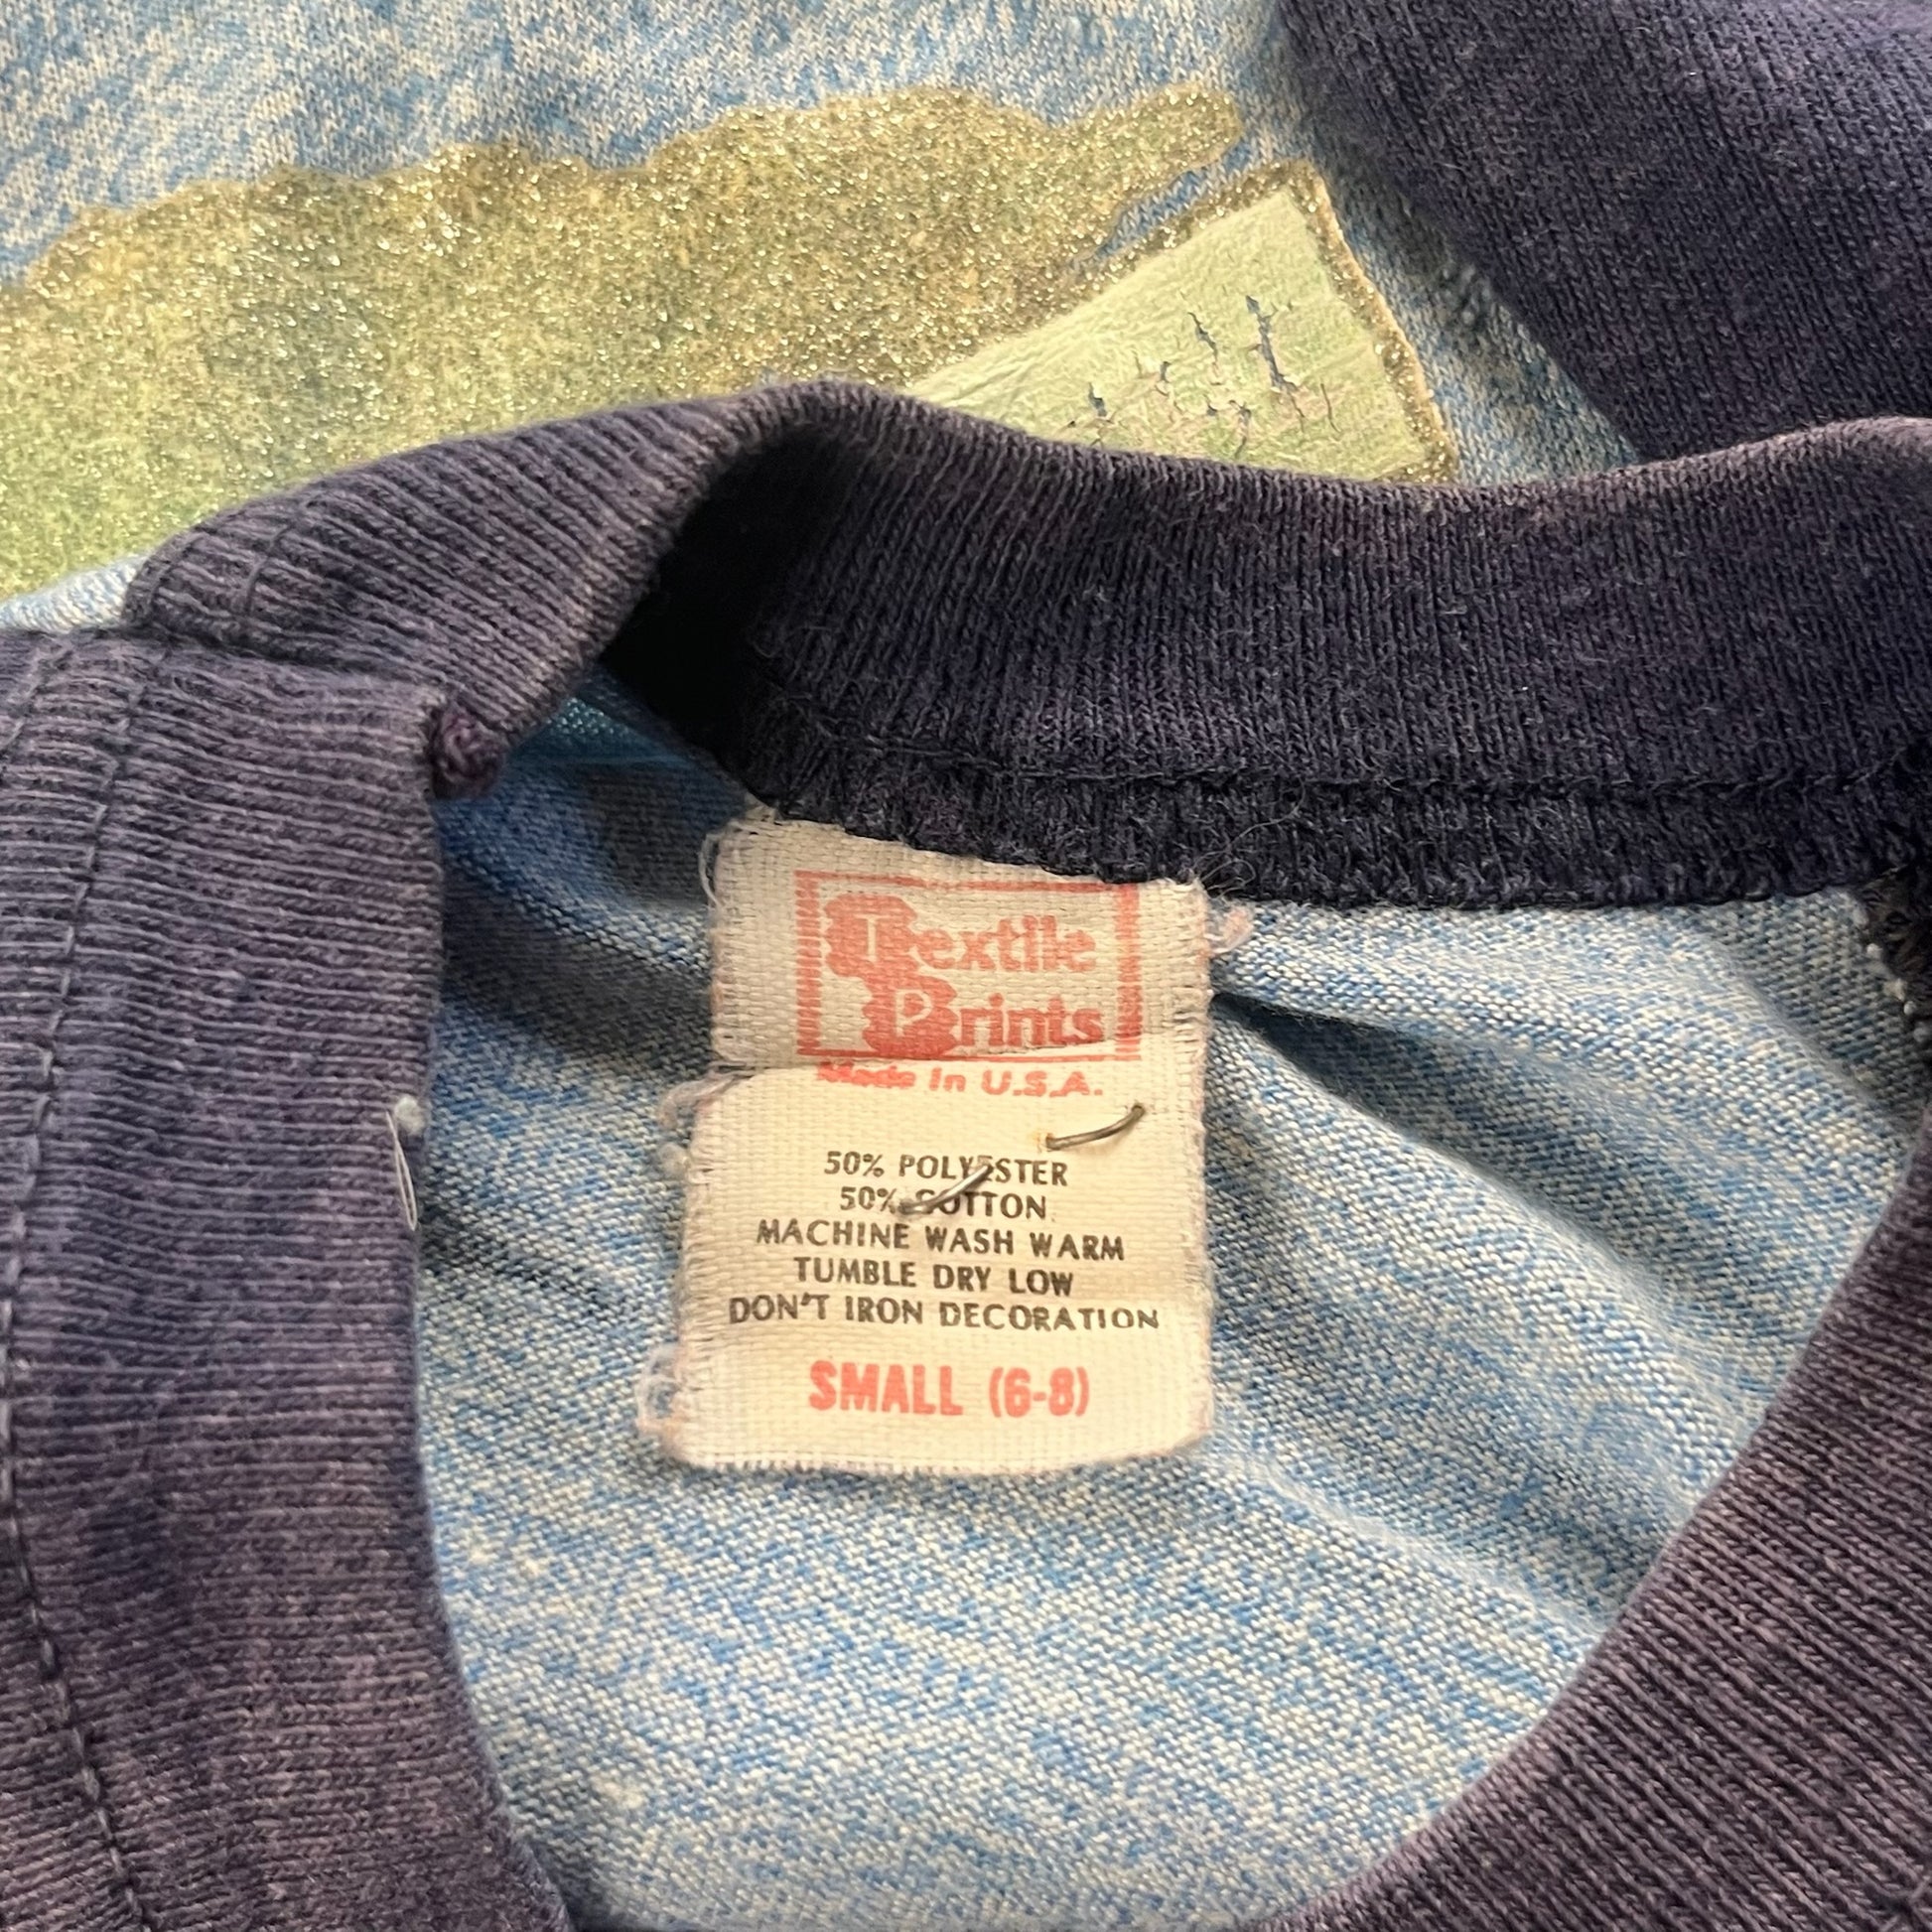 Textile
Prints
Made In U.S.A.
50% POLYESTER
50% COTTON
MACHINE WASH WARM
TUMBLE DRY LOW
DON'T IRON DECORATION
SMALL (6-8)